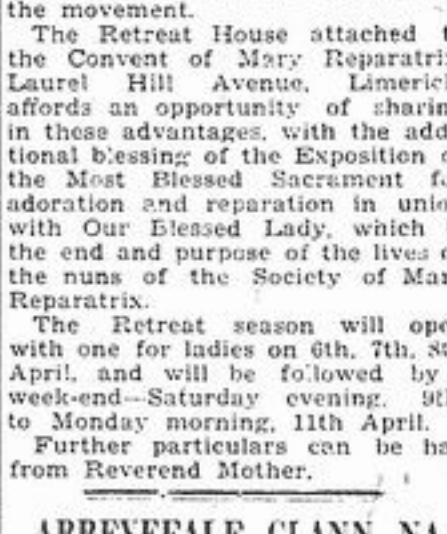 the movement.
The Retreat House attached
the Convent of Mary Reparatri
Laurel Hill Avenue, Limeric
affords an opportunity of sharin
in these advantages, with the add
tional blessing of the Exposition
the Most Blessed Sacrament f
adoration and reparation in unio
with Our Blessed Lady, which
the end and purpose of the lives
the nuns of the Society of Mar
Reparatrix.
The Retreat season will ope
with one for ladies on 6th, 7th, 8
April, and will be followed by
week-end—Saturday evening, 9t
to Monday morning, 11th April.
Further particulars can be ha
from Reverend Mother.
CLANN NA